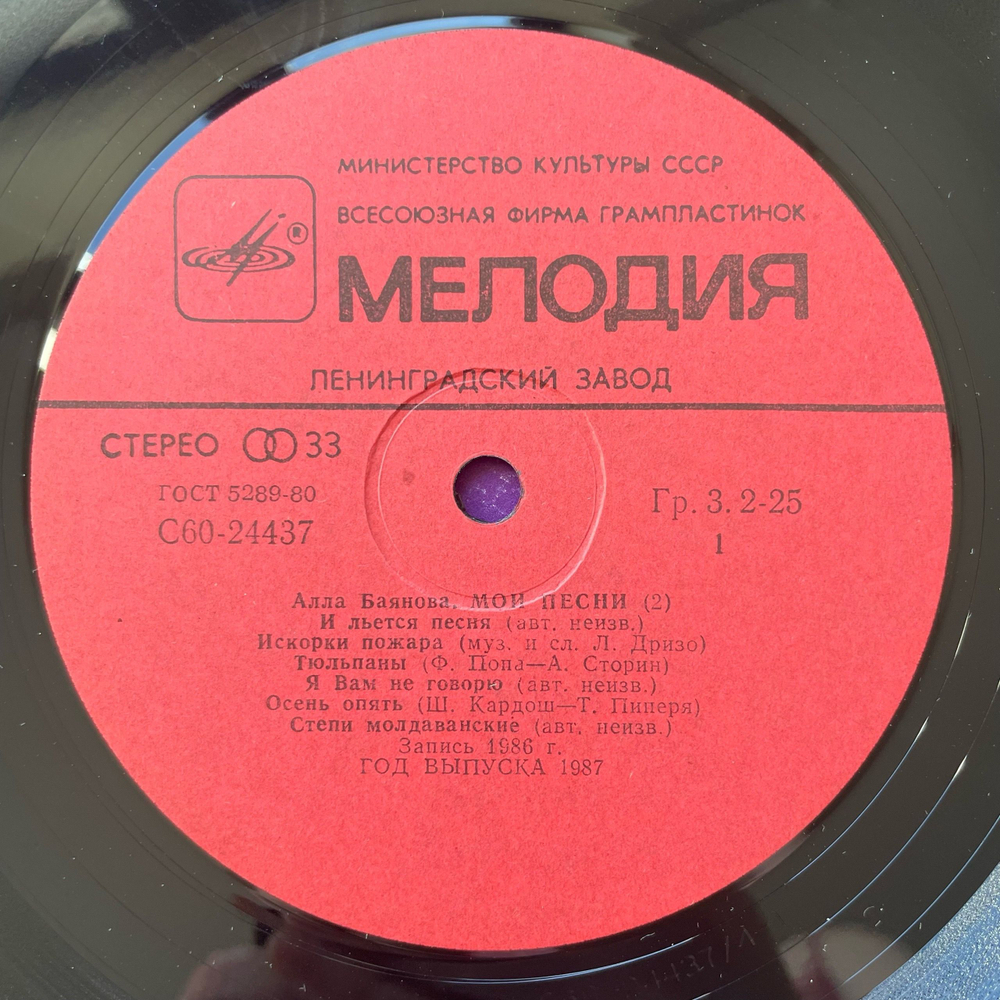 МИНИСТЕРСТВО КУЛЬТУРЫ СССР
ВСЕСОЮЗНАЯ ФИРМА ГРАМПЛАСТИНОК
®
МЕЛОДИЯ
ЛЕНИНГРАДСКИЙ ЗАВОД
СТЕРЕО 33
ГОСТ 5289-80
С60-24437
Гр. 3. 2-25
1
Алла Баянова. МОИ ПЕСНИ (2)
И льется песня (авт. неизв.)
Искорки пожара (муз. и сл. Л. Дризо)
Тюльпаны (Ф. Попа—А. Сторин)
Я Вам не говорю (авт. неизв.)
Осень опять (Ш. Кардош—Т. Пинеря)
Степи молдаванские (авт. неизв.)
Запись 1986 г.
ГОД ВЫПУСКА 1987